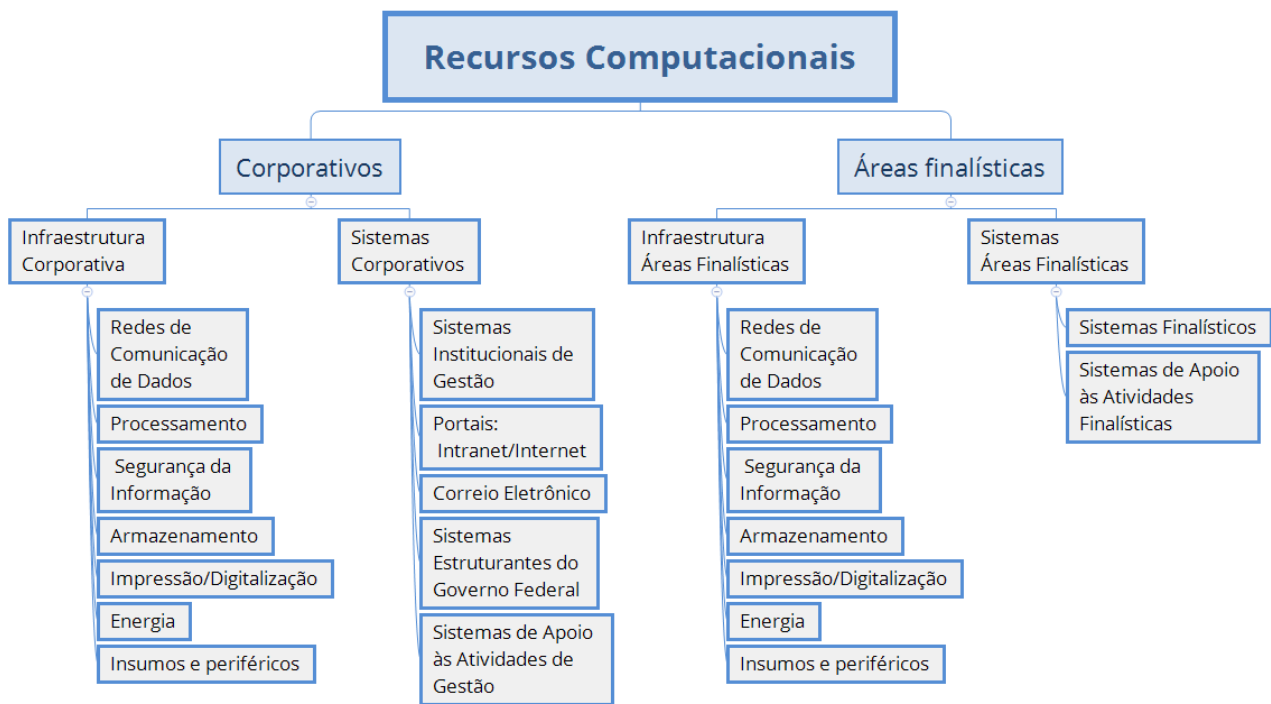 Recursos Computacionais
Corporativos
Áreas finalísticas
Infraestrutura
Corporativa
Sistemas
Corporativos
Infraestrutura
Áreas Finalísticas
Sistemas
Áreas Finalísticas
Redes de
Comunicação
de Dados
Processamento
Segurança da
Informação
Armazenamento
Impressão/Digitalização
Energia
Insumos e periféricos
Sistemas
Institucionais de
Gestão
Portais:
Intranet/Internet
Correio Eletrônico
Sistemas
Estruturantes do
Governo Federal
Sistemas de Apoio
às Atividades de
Gestão
Redes de
Comunicação
de Dados
Processamento
Segurança da
Informação
Armazenamento
Impressão/Digitalização
Energia
Insumos e periféricos
Sistemas Finalísticos
Sistemas de Apoio
às Atividades
Finalísticas